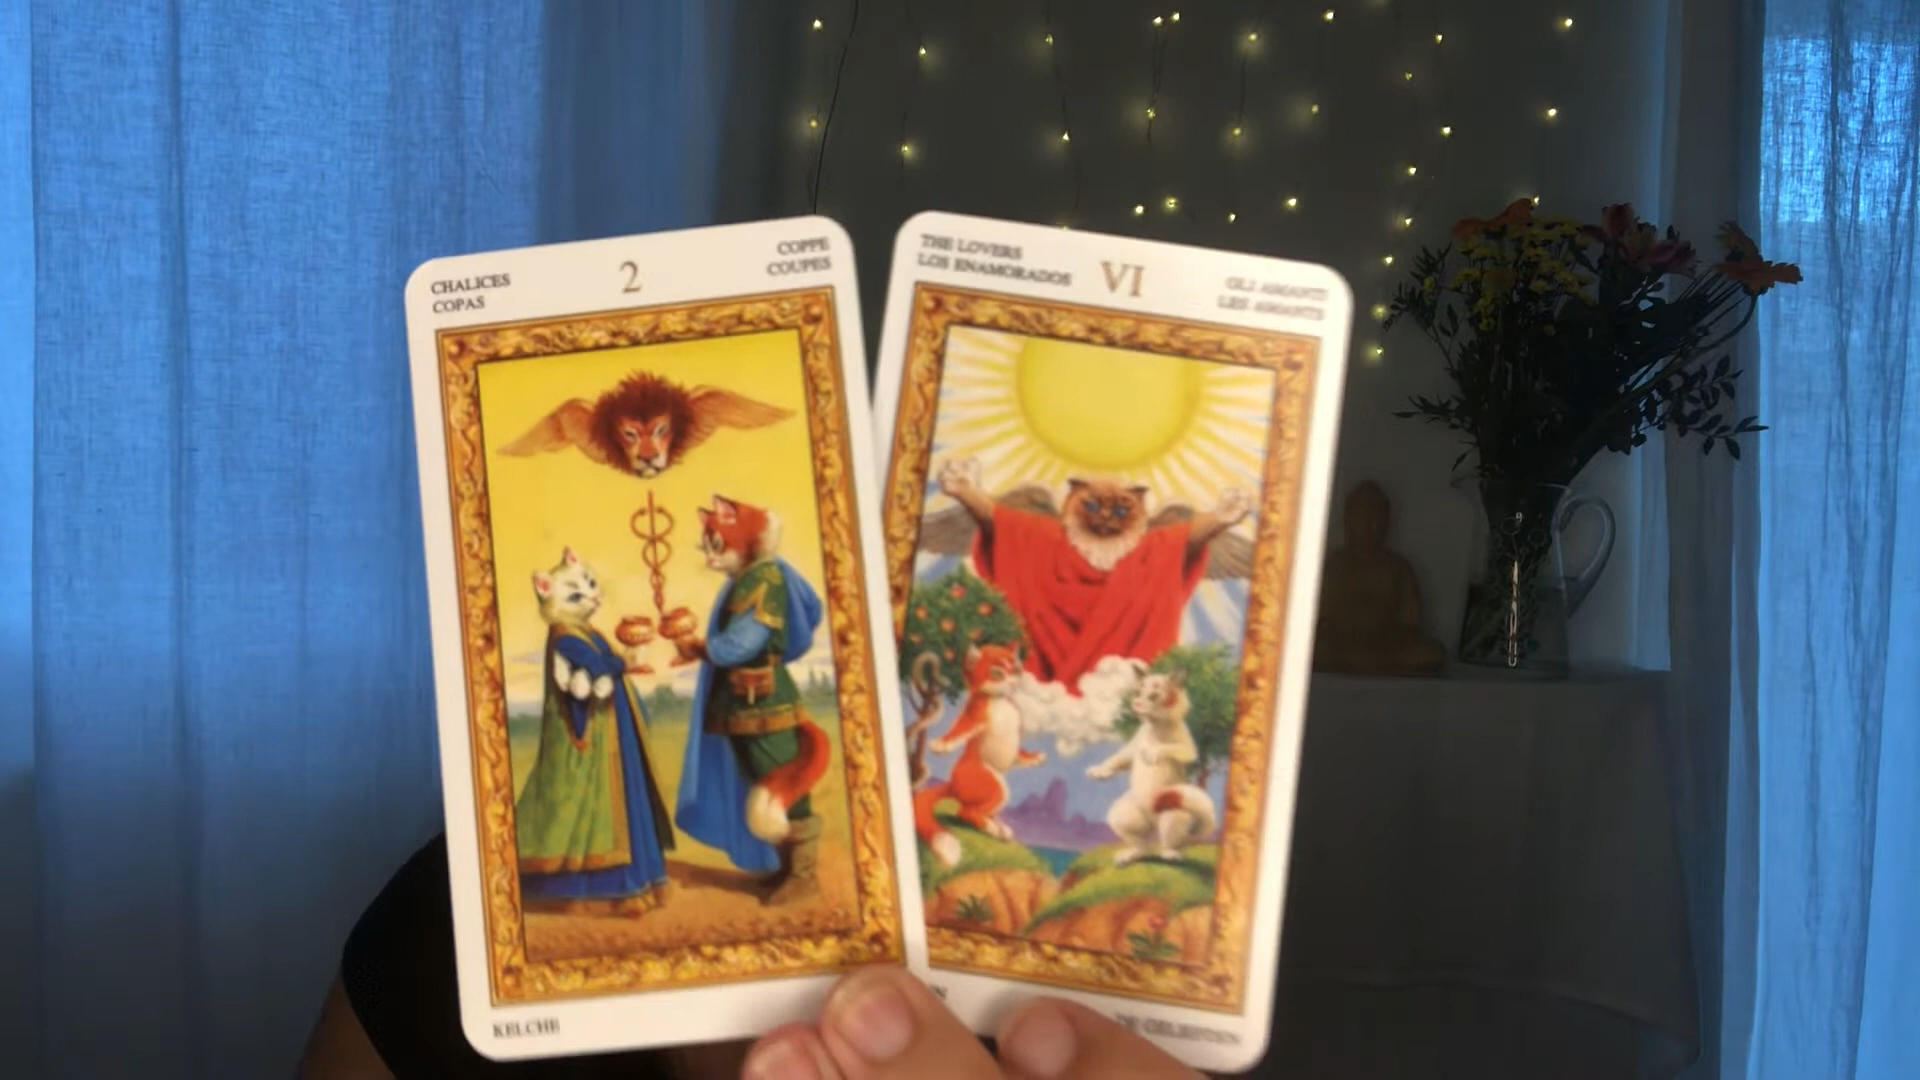 CHALICES
COPAS
2
COPPE
COUPES
KELCHE
THE LOVERS
LOS ENAMORADOS
VI
GLI AMANTI
LES AMANTS